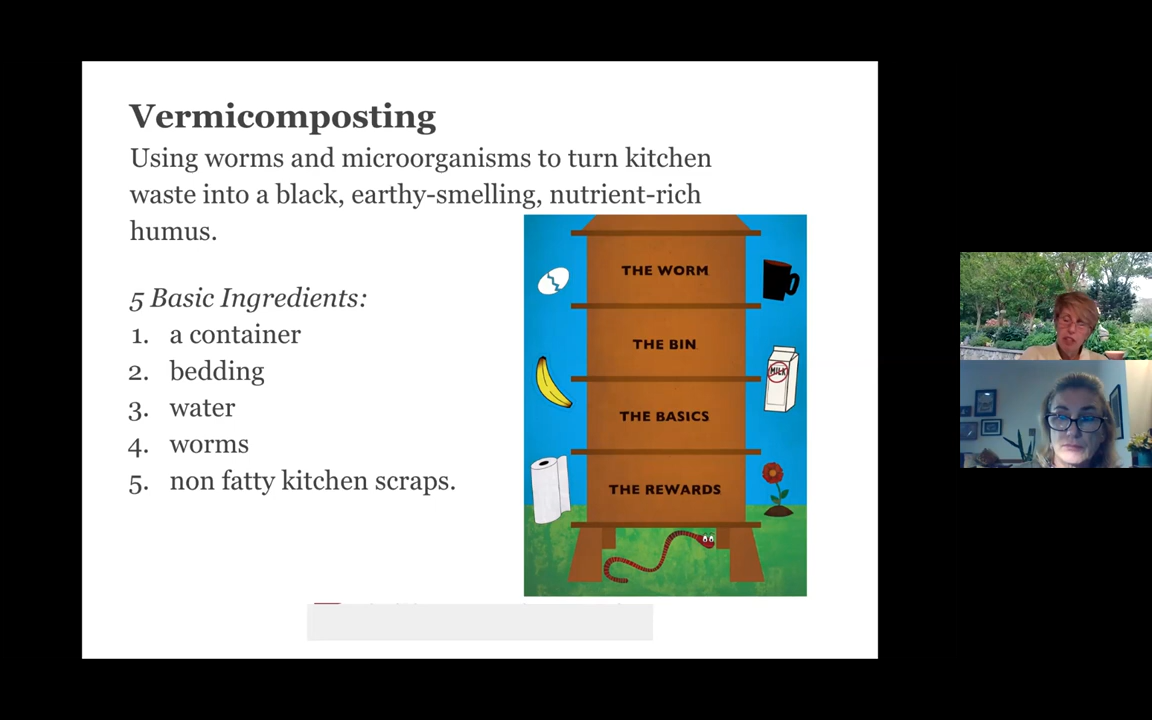 Vermicomposting
Using worms and microorganisms to turn kitchen
waste into a black, earthy-smelling, nutrient-rich
humus.
5 Basic Ingredients:
1. a container
2. bedding
3. water
4. worms
5. non fatty kitchen scraps.
THE WORM
THE BIN
MILK
THE BASICS
THE REWARDS